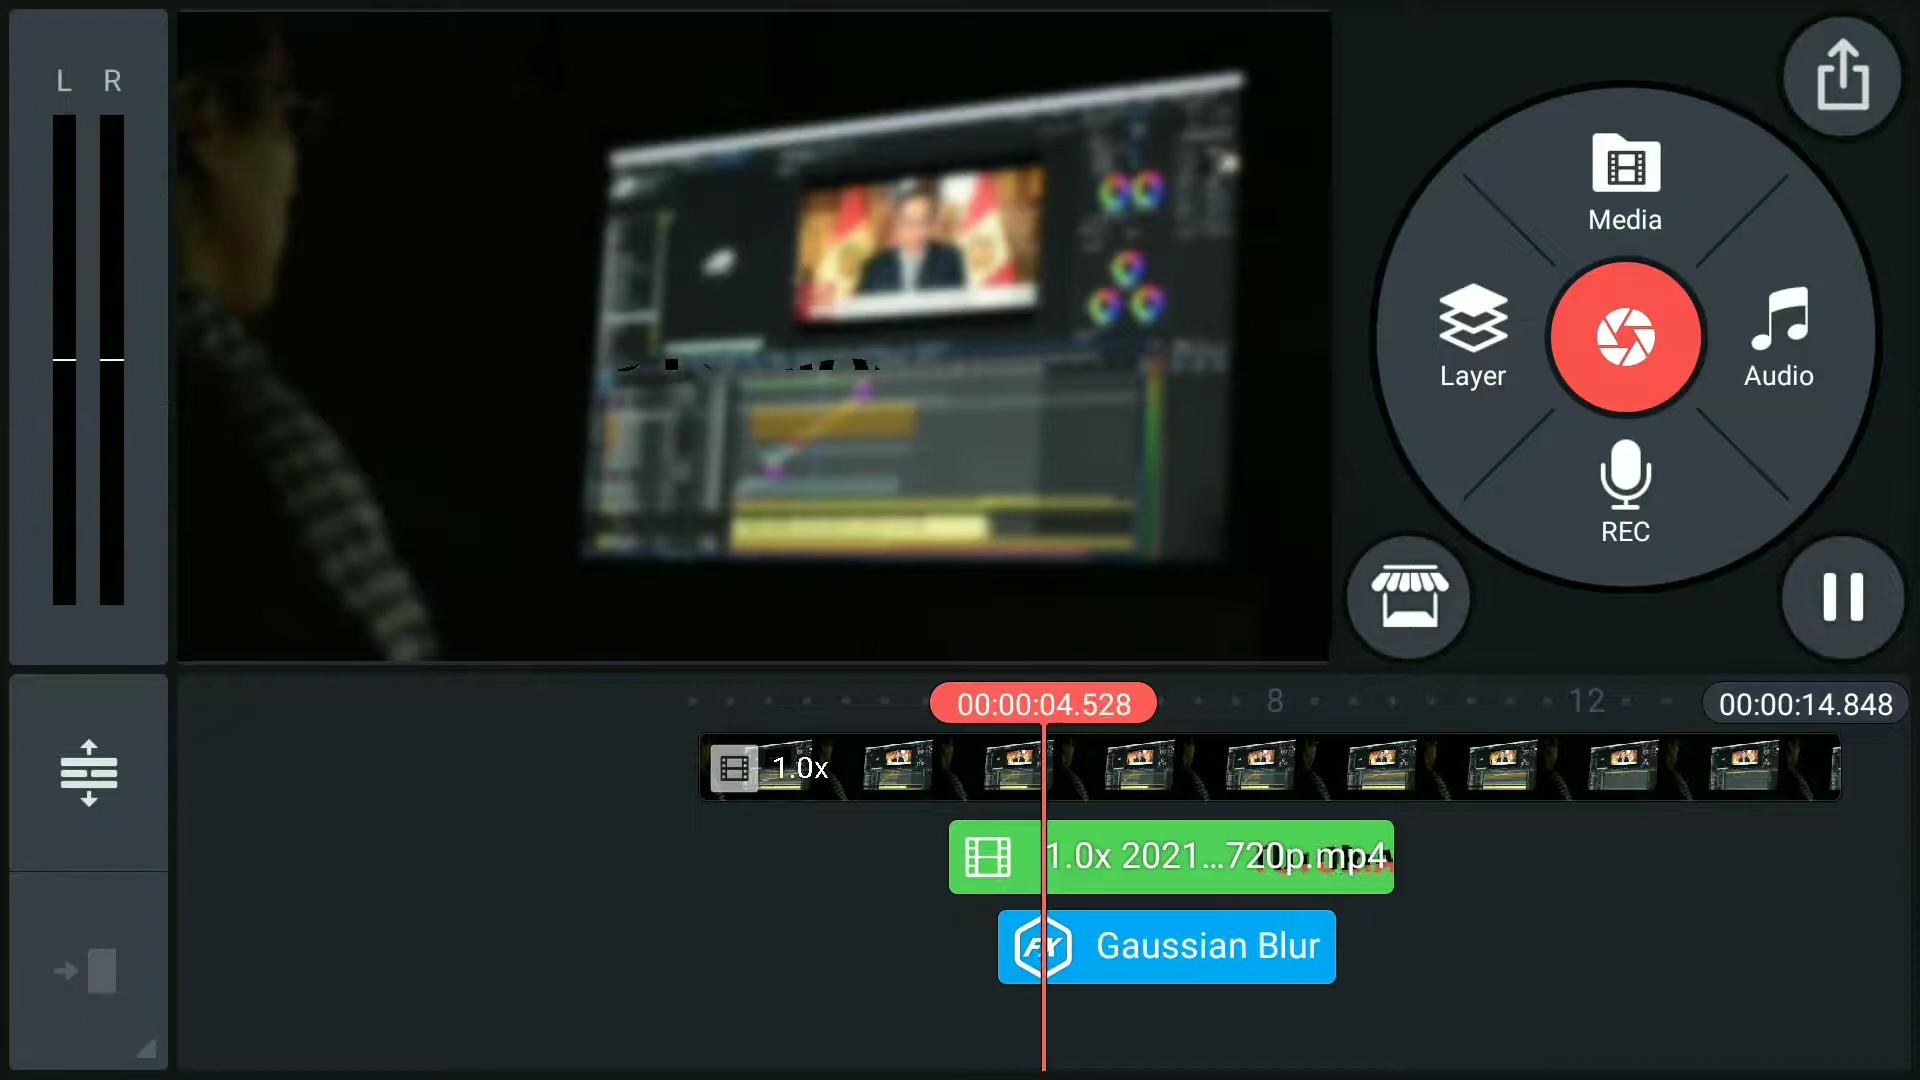 L R
Media
Layer
Audio
REC
00:00:04.528
8
12
00:00:14.848
1.0x
1.0x 2021...720p.mp4
FX Gaussian Blur